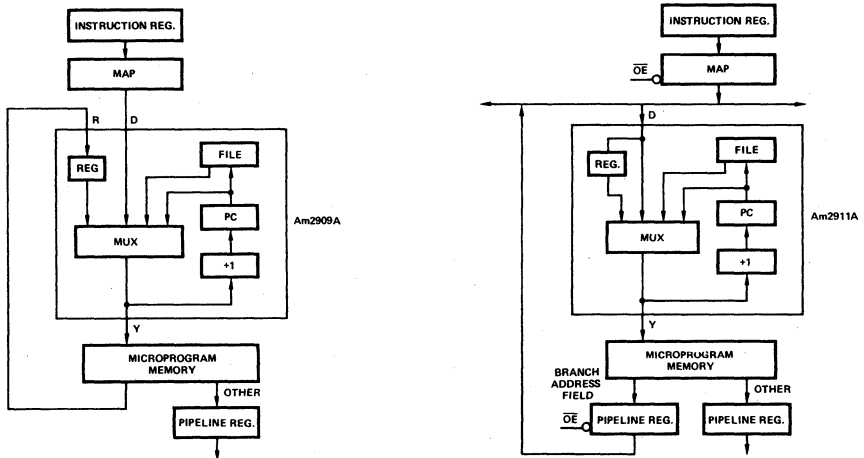 INSTRUCTION REG.
MAP
R
D
REG
FILE
PC
MUX
+1
Am2909A
Y
MICROPROGRAM
MEMORY
OTHER
PIPELINE REG.
INSTRUCTION REG.
OE
MAP
D
REG.
FILE
PC
MUX
+1
Am2911A
Y
MICROPROGRAM
MEMORY
BRANCH
ADDRESS
FIELD
OTHER
OE
PIPELINE REG.
PIPELINE REG.